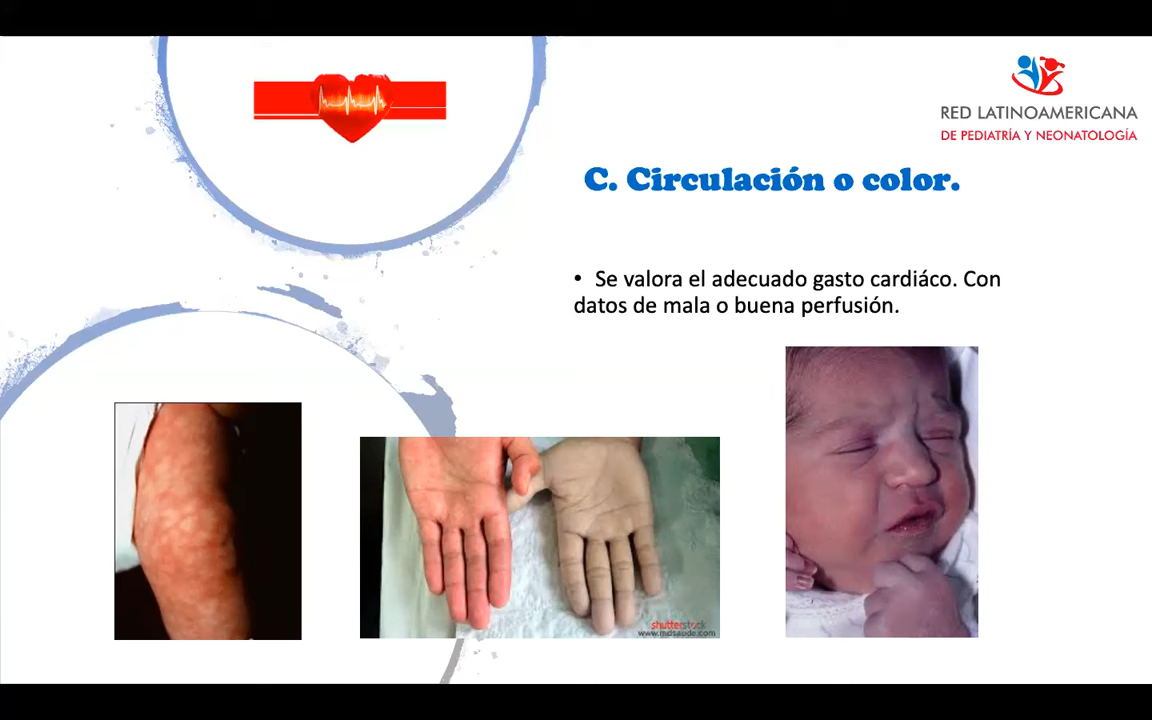 RED LATINOAMERICANA
DE PEDIATRÍA Y NEONATOLOGÍA
C. Circulación o color.
• Se valora el adecuado gasto cardiáco. Con
datos de mala o buena perfusión.
shutterstock
www.mdsaude.com